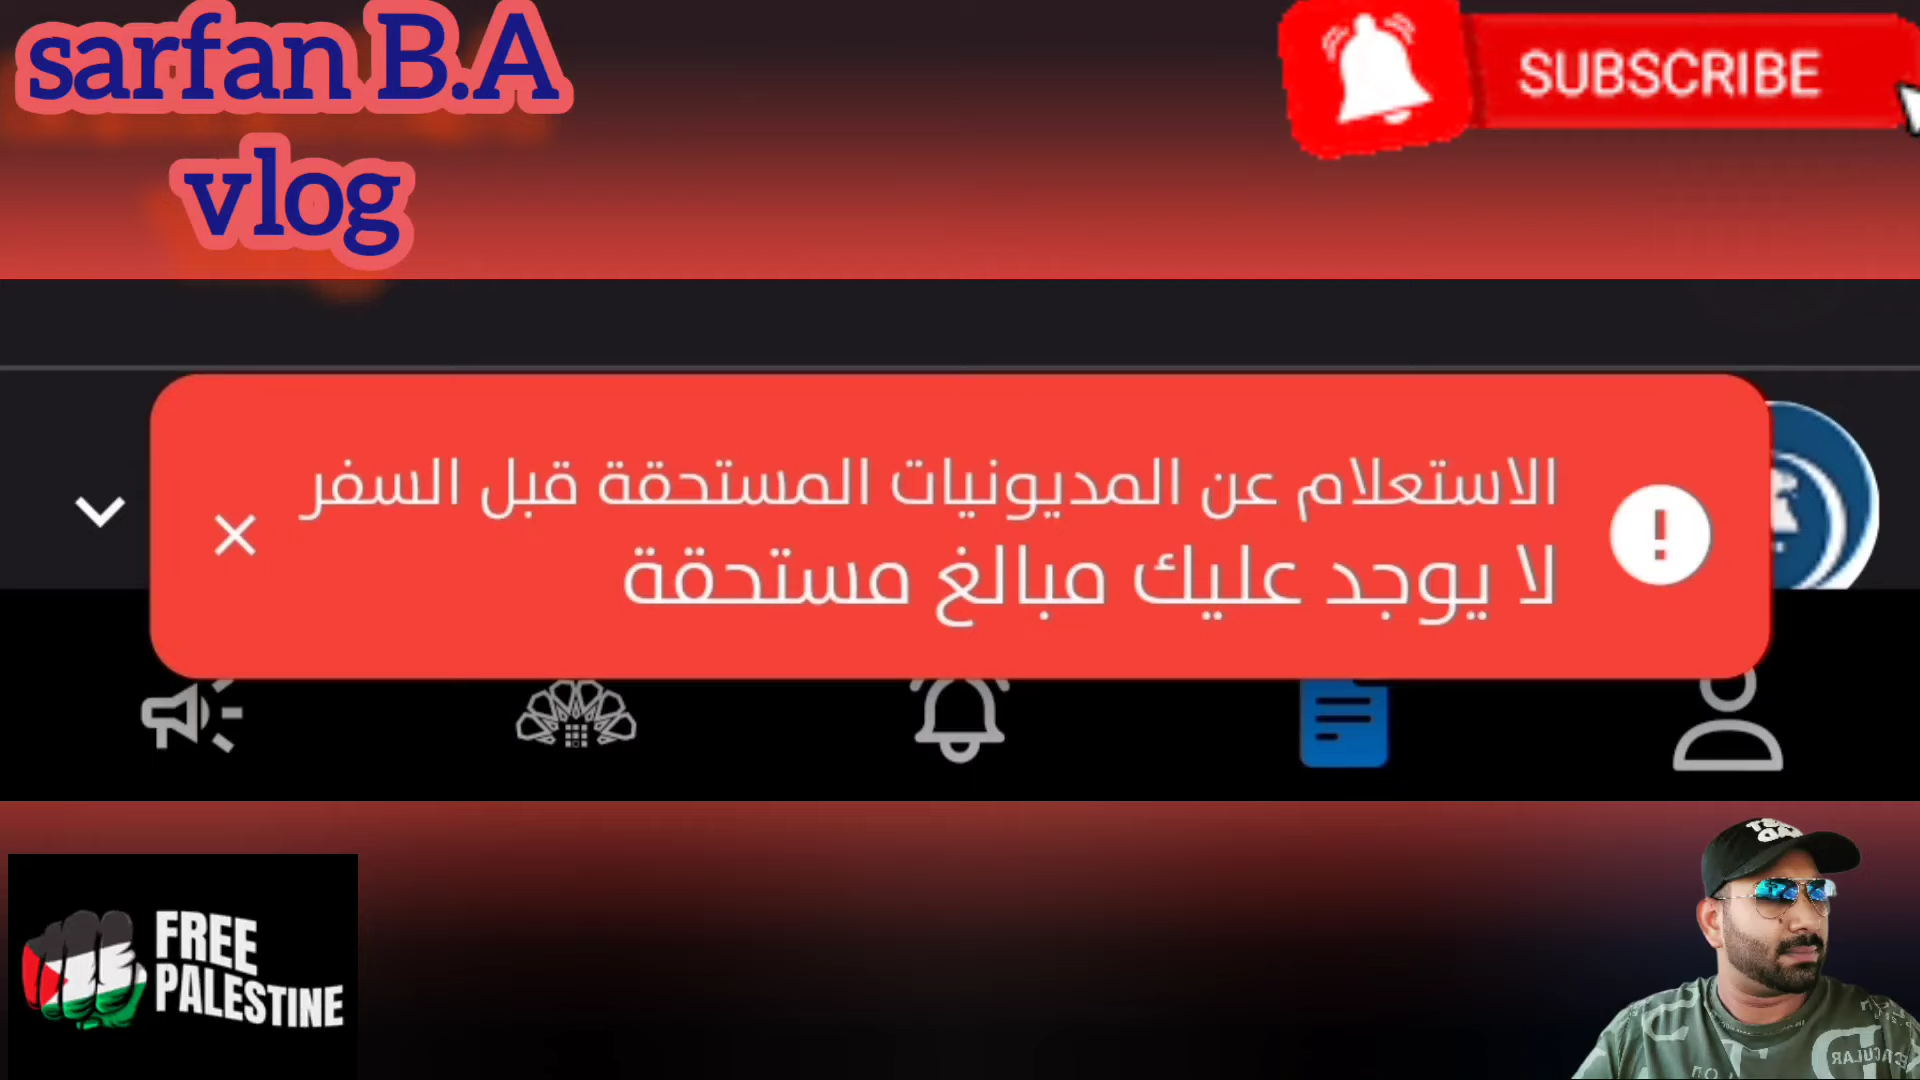 sarfan B.A
vlog
SUBSCRIBE
الاستعلام عن المديونيات المستحقة قبل السفر
لا يوجد عليك مبالغ مستحقة
FREE
PALESTINE